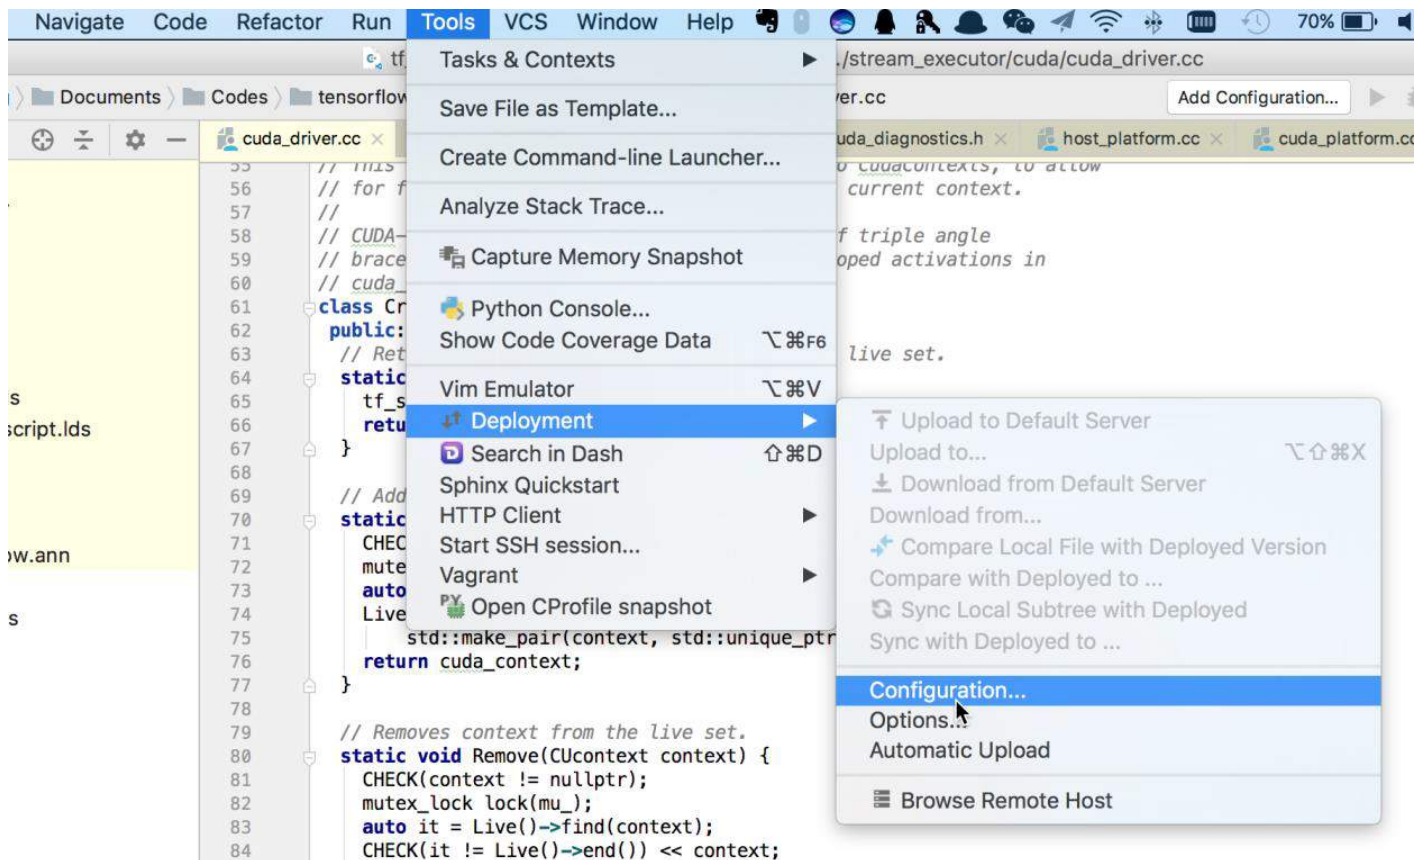 Navigate Code Refactor Run Tools VCS Window Help 70%
tf ./stream_executor/cuda/cuda_driver.cc
Documents Codes tensorflow er.cc Add Configuration...
cuda_driver.cc uda_diagnostics.h host_platform.cc cuda_platform.cc
Tasks & Contexts
Save File as Template...
Create Command-line Launcher...
Analyze Stack Trace...
Capture Memory Snapshot
Python Console...
Show Code Coverage Data ⌥⌘F6
Vim Emulator ⌥⌘V
Deployment
Search in Dash ⇧⌘D
Sphinx Quickstart
HTTP Client
Start SSH session...
Vagrant
Open CProfile snapshot
Upload to Default Server
Upload to... ⌥⇧⌘X
Download from Default Server
Download from...
Compare Local File with Deployed Version
Compare with Deployed to ...
Sync Local Subtree with Deployed
Sync with Deployed to ...
Configuration...
Options...
Automatic Upload
Browse Remote Host
s
script.lds
ow.ann
s
55 // This o CudaContexts, to allow
56 // for f current context.
57 //
58 // CUDA- f triple angle
59 // brace oped activations in
60 // cuda_
61 class Cr
62 public:
63 // Ret live set.
64 static
65 tf_s
66 retu
67 }
68
69 // Add
70 static
71 CHEC
72 mute
73 auto
74 Live
75 std::make_pair(context, std::unique_ptr
76 return cuda_context;
77 }
78
79 // Removes context from the live set.
80 static void Remove(CUcontext context) {
81 CHECK(context != nullptr);
82 mutex_lock lock(mu_);
83 auto it = Live()->find(context);
84 CHECK(it != Live()->end()) << context;